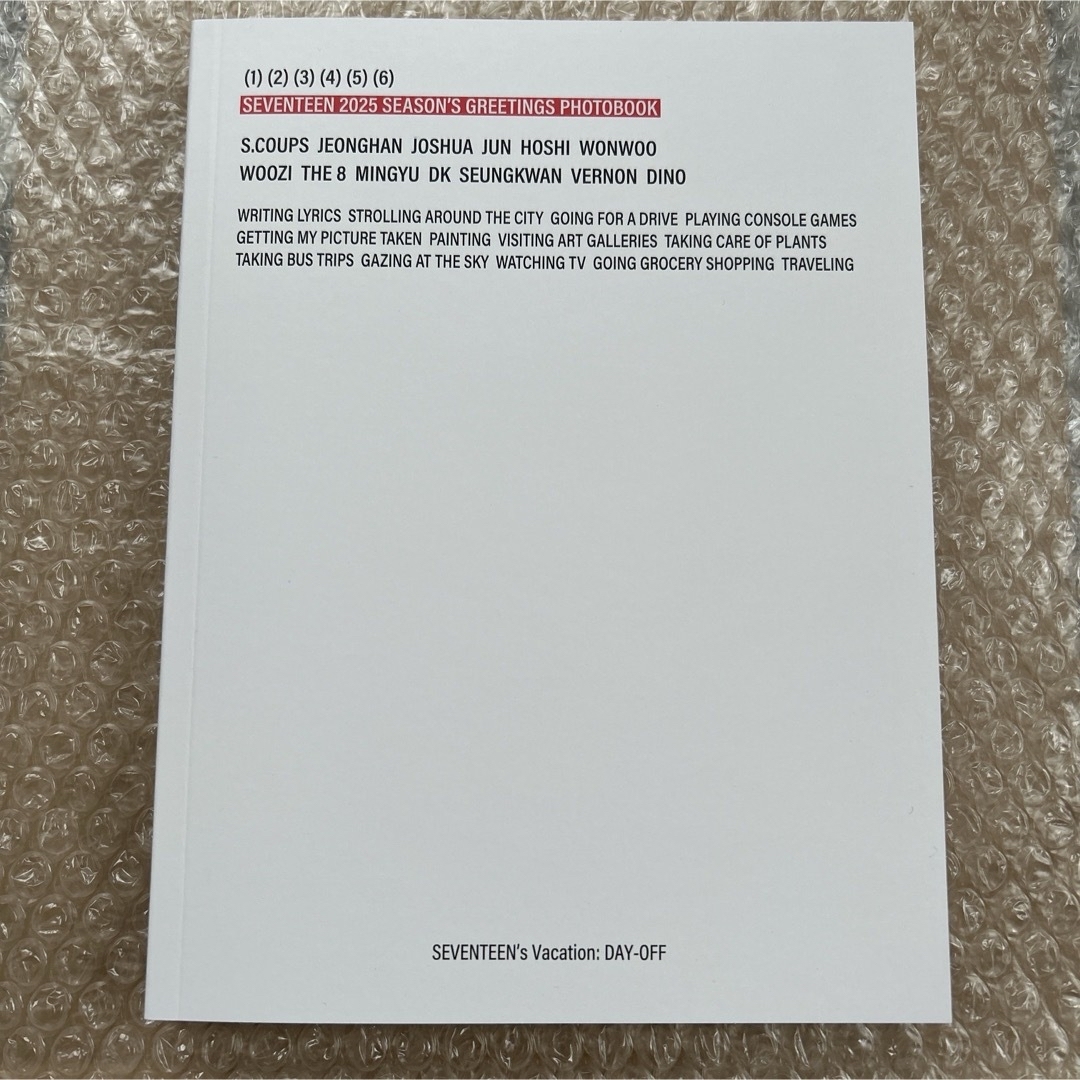 (1) (2) (3) (4) (5) (6)
SEVENTEEN 2025 SEASON'S GREETINGS PHOTOBOOK
S.COUPS JEONGHAN JOSHUA JUN HOSHI WONWOO
WOOZI THE 8 MINGYU DK SEUNGKWAN VERNON DINO
WRITING LYRICS STROLLING AROUND THE CITY GOING FOR A DRIVE PLAYING CONSOLE GAMES
GETTING MY PICTURE TAKEN PAINTING VISITING ART GALLERIES TAKING CARE OF PLANTS
TAKING BUS TRIPS GAZING AT THE SKY WATCHING TV GOING GROCERY SHOPPING TRAVELING
SEVENTEEN's Vacation: DAY-OFF